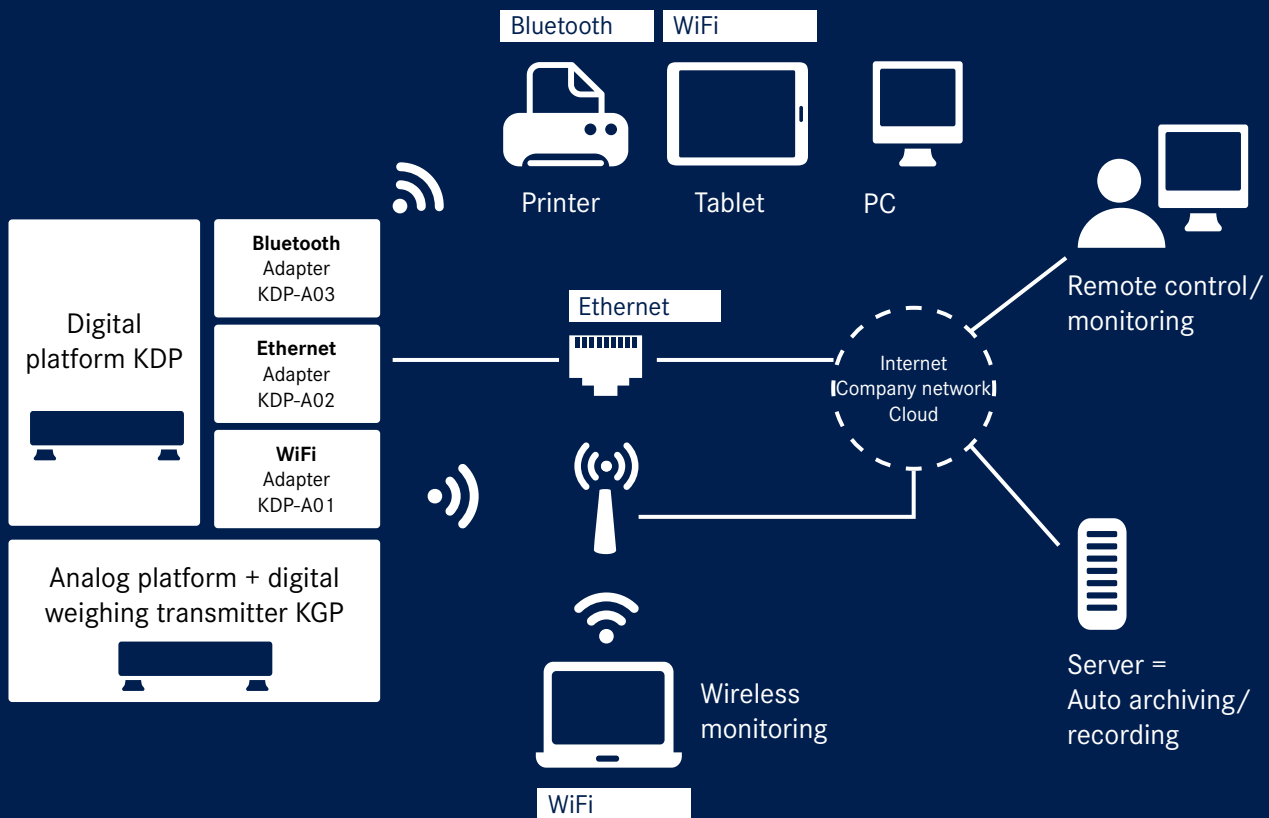 Bluetooth
WiFi
Printer
Tablet
PC
Digital
platform KDP
Bluetooth
Adapter
KDP-A03
Ethernet
Adapter
KDP-A02
WiFi
Adapter
KDP-A01
Analog platform + digital
weighing transmitter KGP
Ethernet
Internet
Company network
Cloud
Remote control/
monitoring
Wireless
monitoring
WiFi
Server =
Auto archiving/
recording